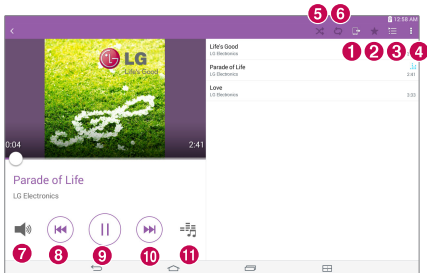 5 6
12:58 AM
1 2 3 4
LG
Life's Good
0:04
2:41
Life's Good
LG Electronics
Parade of Life
LG Electronics
2:41
Love
LG Electronics
3:33
Parade of Life
LG Electronics
7 8 9 10 11